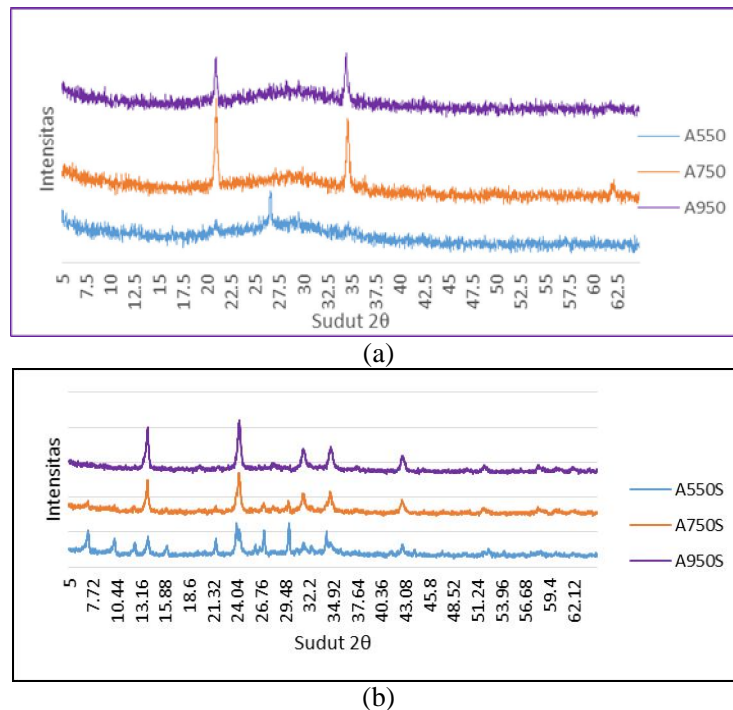 Intensitas
A550
A750
A950
5 7.5 10 12.5 15 17.5 20 22.5 25 27.5 30 32.5 35 37.5 40 42.5 45 47.5 50 52.5 55 57.5 60 62.5
Sudut 2θ
(a)
Intensitas
A550S
A750S
A950S
5 7.72 10.44 13.16 15.88 18.6 21.32 24.04 26.76 29.48 32.2 34.92 37.64 40.36 43.08 45.8 48.52 51.24 53.96 56.68 59.4 62.12
Sudut 2θ
(b)